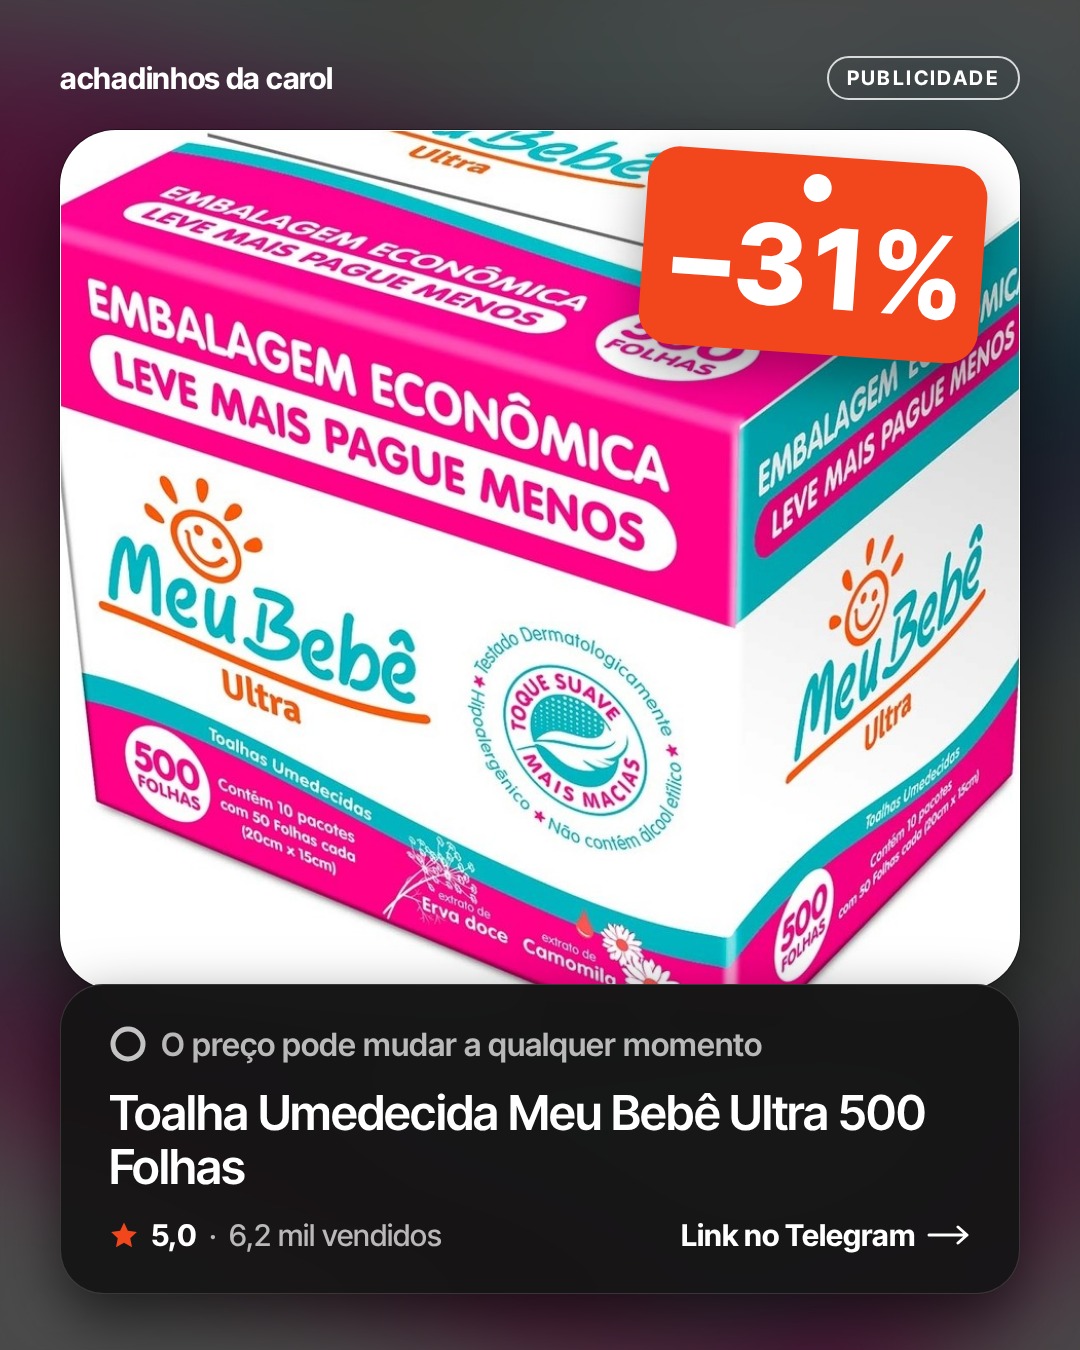 achadinhos da carol
PUBLICIDADE
Bebê
Ultra
-31%
EMBALAGEM ECONÔMICA
LEVE MAIS PAGUE MENOS
FOLHAS
EMBALAGEM ECONÔMICA
LEVE MAIS PAGUE MENOS
EMBALAGEM
LEVE MAIS PAGUE MENOS
Meu Bebê
Ultra
Hipoalergênico ★ Testado Dermatologicamente ★ Não contém álcool etílico
TOQUE SUAVE
MAIS MACIAS
Meu Bebê
Ultra
500
FOLHAS
Toalhas Umedecidas
Contém 10 pacotes
com 50 Folhas cada
(20cm x 15cm)
extrato de
Erva doce
extrato de
Camomila
Toalhas Umedecidas
Contém 10 pacotes
com 50 Folhas cada (20cm x 15cm)
500
FOLHAS
O preço pode mudar a qualquer momento
Toalha Umedecida Meu Bebê Ultra 500
Folhas
5,0 · 6,2 mil vendidos
Link no Telegram →